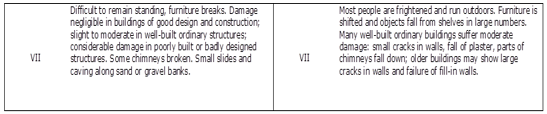 Difficult to remain standing, furniture breaks. Damage
negligible in buildings of good design and construction;
slight to moderate in well-built ordinary structures;
VII
considerable damage in poorly built or badly designed
structures. Some chimneys broken. Small slides and
caving along sand or gravel banks.
Most people are frightened and run outdoors. Furniture is
shifted and objects fall from shelves in large numbers.
Many well-built ordinary buildings suffer moderate
VII
damage: small cracks in walls, fall of plaster, parts of
chimneys fall down; older buildings may show large
cracks in walls and failure of fill-in walls.